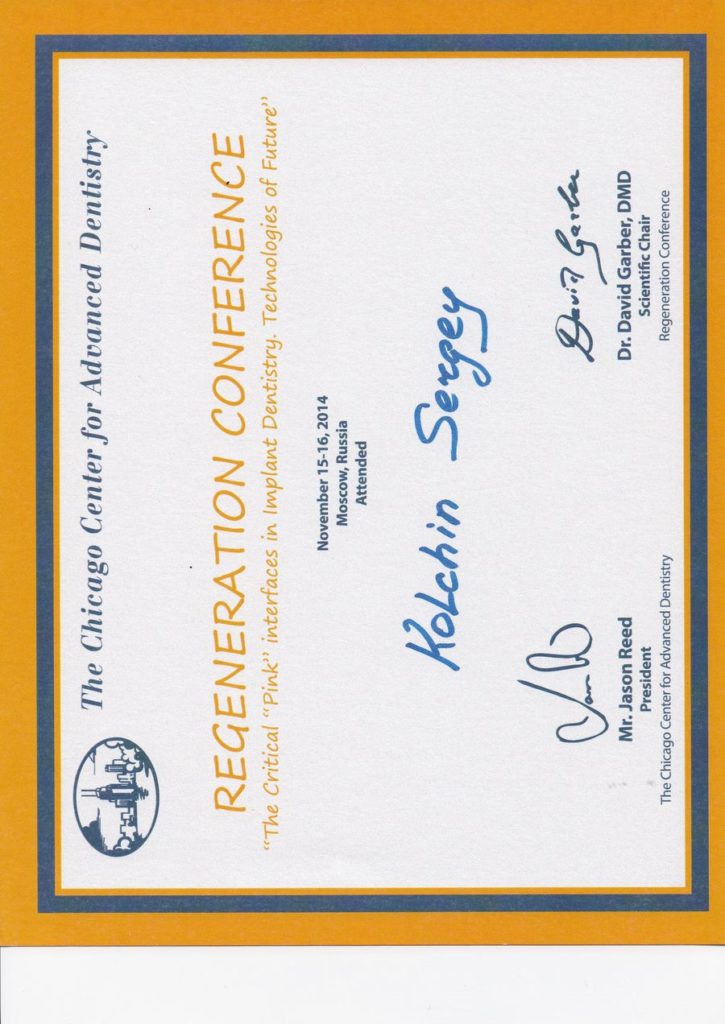 The Chicago Center for Advanced Dentistry
REGENERATION CONFERENCE
"The Critical "Pink" interfaces in Implant Dentistry. Technologies of Future"
November 15-16, 2014
Moscow, Russia
Attended
Kolchin Sergey
David Garber
Mr. Jason Reed
President
The Chicago Center for Advanced Dentistry
Dr. David Garber, DMD
Scientific Chair
Regeneration Conference